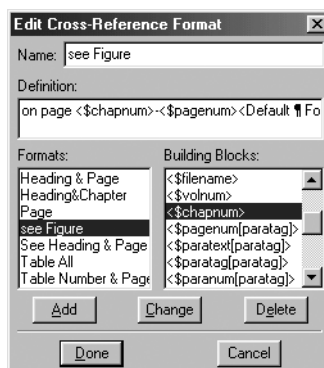 Edit Cross-Reference Format
Name: see Figure
Definition:
on page <$chapnum>-<$pagenum><Default ¶ Fo
Formats:
Building Blocks:
Heading & Page
Heading&Chapter
Page
see Figure
See Heading & Page
Table All
Table Number & Page
<$filename>
<$volnum>
<$chapnum>
<$pagenum[paratag]>
<$paratext[paratag]>
<$paratag[paratag]>
<$paranum[paratag]>
Add Change Delete
Done Cancel